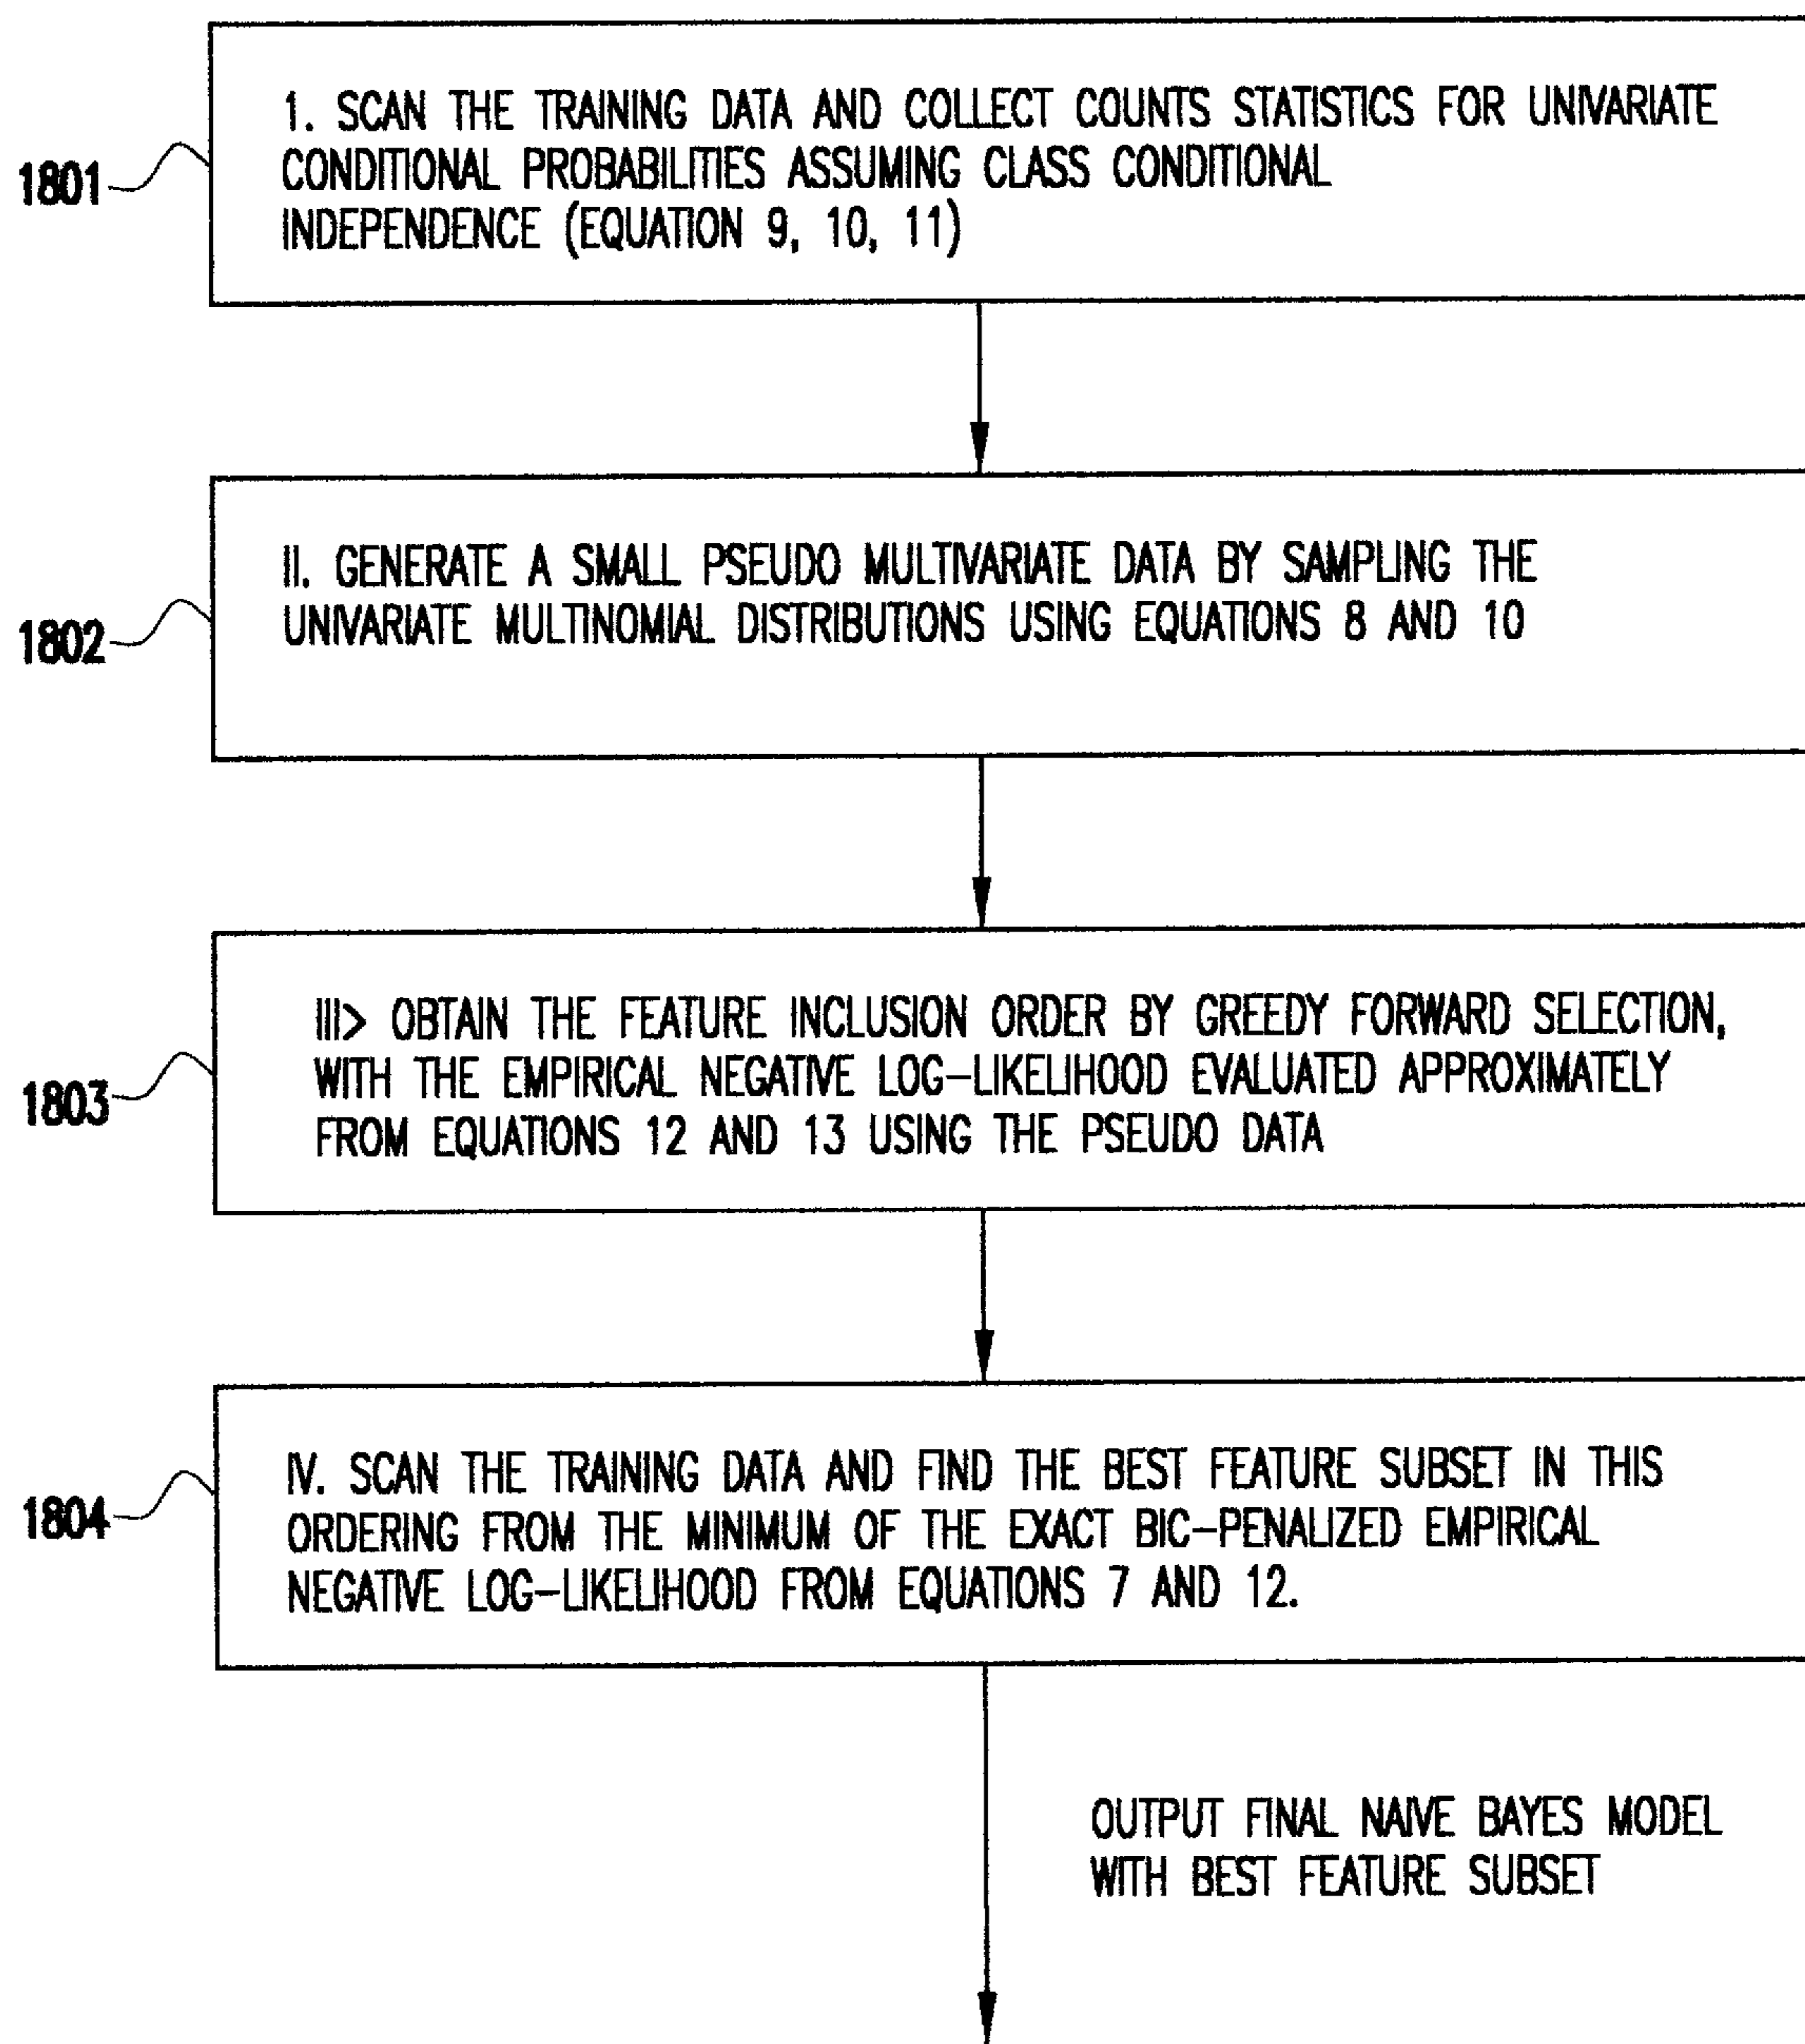 1. SCAN THE TRAINING DATA AND COLLECT COUNTS STATISTICS FOR UNIVARIATE
CONDITIONAL PROBABILITIES ASSUMING CLASS CONDITIONAL
INDEPENDENCE (EQUATION 9, 10, 11)
1801
II. GENERATE A SMALL PSEUDO MULTIVARIATE DATA BY SAMPLING THE
UNIVARIATE MULTINOMIAL DISTRIBUTIONS USING EQUATIONS 8 AND 10
1802
III> OBTAIN THE FEATURE INCLUSION ORDER BY GREEDY FORWARD SELECTION,
WITH THE EMPIRICAL NEGATIVE LOG-LIKELIHOOD EVALUATED APPROXIMATELY
FROM EQUATIONS 12 AND 13 USING THE PSEUDO DATA
1803
IV. SCAN THE TRAINING DATA AND FIND THE BEST FEATURE SUBSET IN THIS
ORDERING FROM THE MINIMUM OF THE EXACT BIC-PENALIZED EMPIRICAL
NEGATIVE LOG-LIKELIHOOD FROM EQUATIONS 7 AND 12.
1804
OUTPUT FINAL NAIVE BAYES MODEL
WITH BEST FEATURE SUBSET